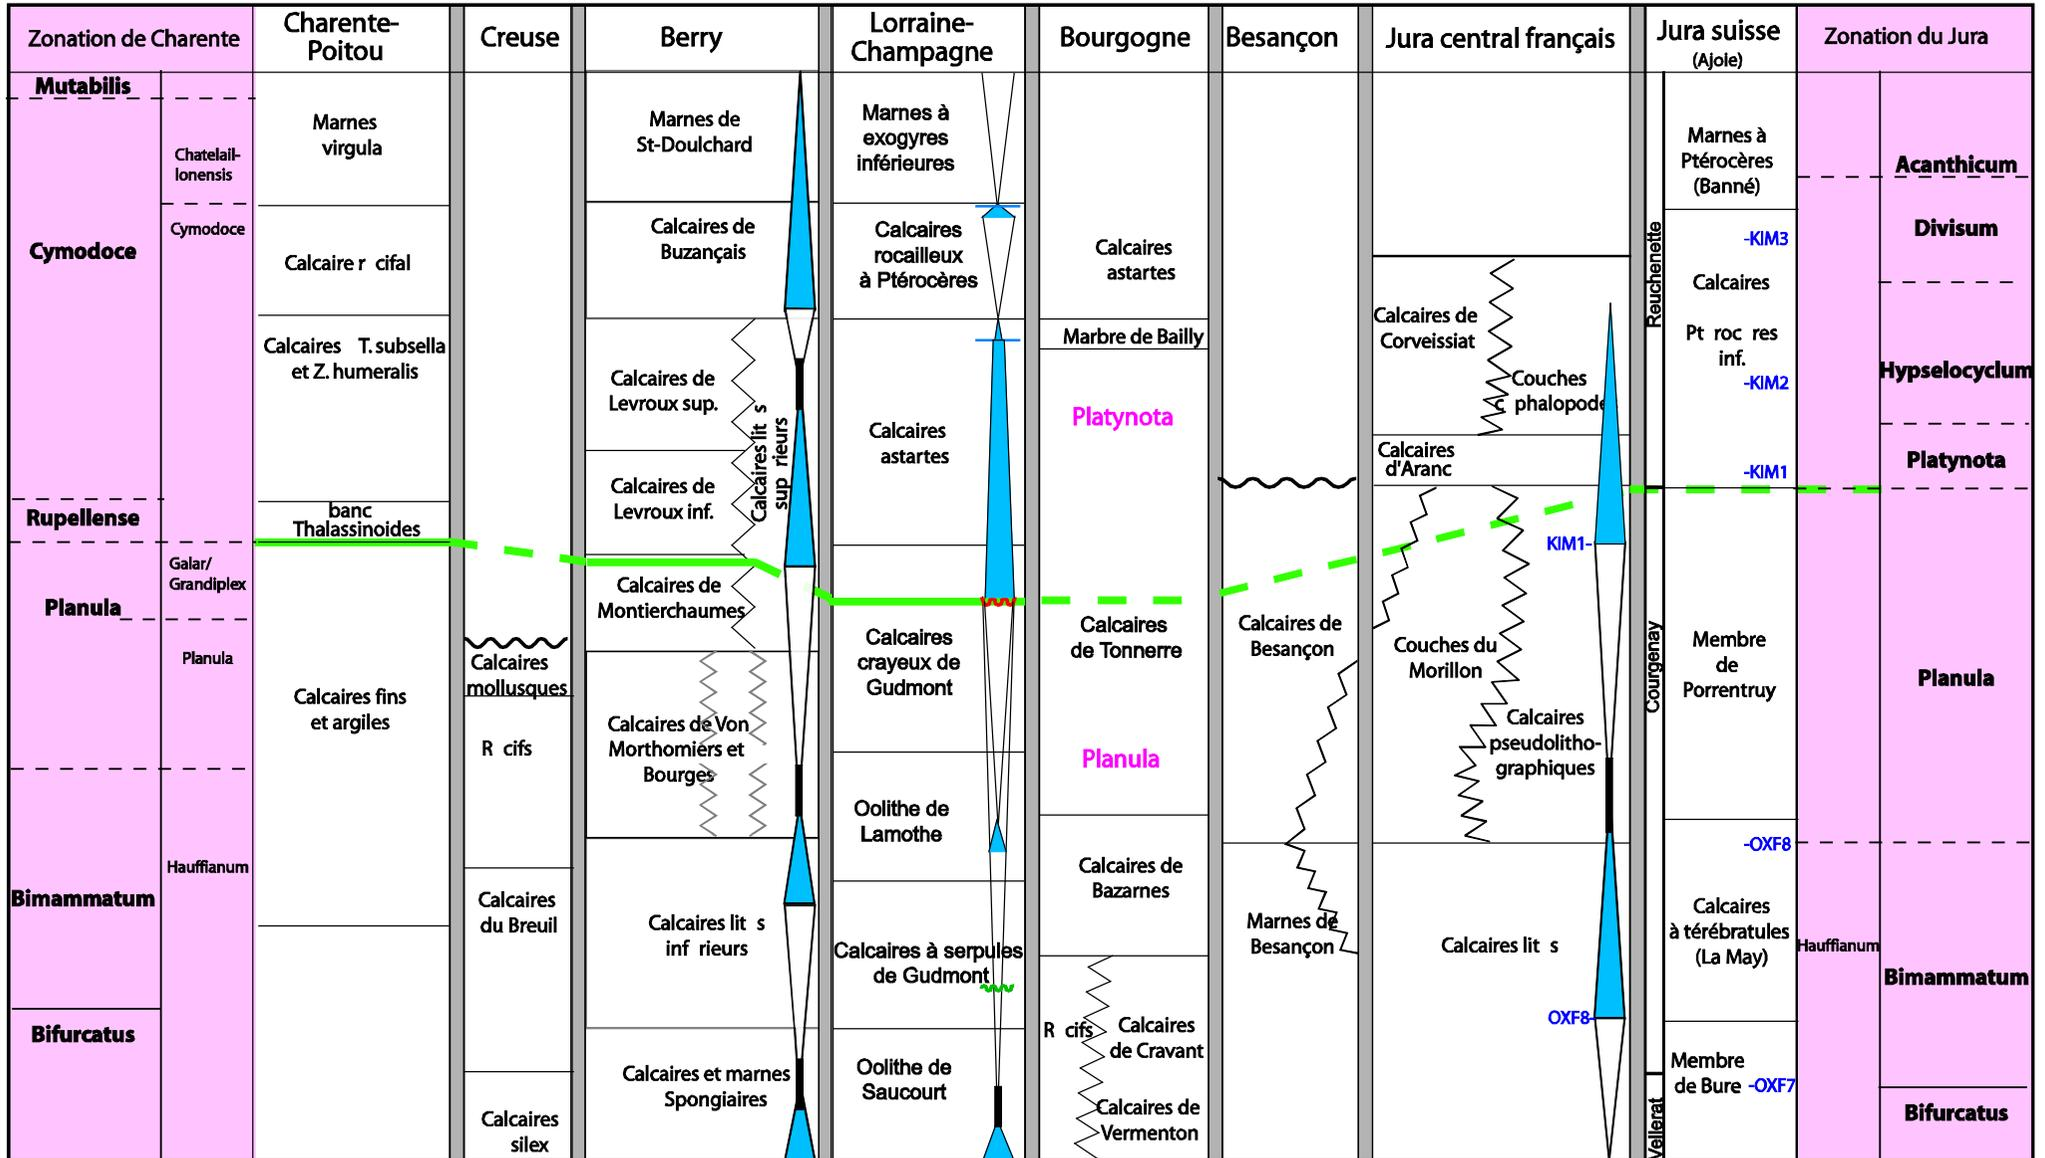 Zonation de Charente
Charente-
Poitou
Creuse
Berry
Lorraine-
Champagne
Bourgogne
Besançon
Jura central français
Jura suisse
(Ajoie)
Zonation du Jura
Mutabilis
Cymodoce
Rupellense
Planula
Bimammatum
Bifurcatus
Chatelail-
lonensis
Cymodoce
Galar/
Grandiplex
Planula
Hauffianum
Marnes
virgula
Calcaire r cifal
Calcaires T. subsella
et Z. humeralis
banc
Thalassinoides
Calcaires fins
et argiles
Calcaires
mollusques
R cifs
Calcaires
du Breuil
Calcaires
silex
Marnes de
St-Doulchard
Calcaires de
Buzançais
Calcaires de
Levroux sup.
Calcaires lit s
sup rieurs
Calcaires de
Levroux inf.
Calcaires de
Montierchaumes
Calcaires de Von
Morthomiers et
Bourges
Calcaires lit s
inf rieurs
Calcaires et marnes
Spongiaires
Marnes à
exogyres
inférieures
Calcaires
rocailleux
à Ptérocères
Calcaires
astartes
Calcaires
crayeux de
Gudmont
Oolithe de
Lamothe
Calcaires à serpules
de Gudmont
Oolithe de
Saucourt
Calcaires
astartes
Marbre de Bailly
Platynota
Calcaires
de Tonnerre
Planula
Calcaires de
Bazarnes
R cifs
Calcaires
de Cravant
Calcaires de
Vermenton
Calcaires de
Besançon
Marnes de
Besançon
Calcaires de
Corveissiat
Couches
c phalopodes
Calcaires
d'Aranc
KIM1-
Couches du
Morillon
Calcaires
pseudolitho-
graphiques
Calcaires lit s
OXF8-
Reuchenette
Courgenay
Vellerat
Marnes à
Ptérocères
(Banné)
-KIM3
Calcaires
Pt roc res
inf.
-KIM2
-KIM1
Membre
de
Porrentruy
-OXF8
Calcaires
à térébratules
(La May)
Membre
de Bure -OXF7
Hauffianum
Acanthicum
Divisum
Hypselocyclum
Platynota
Planula
Bimammatum
Bifurcatus